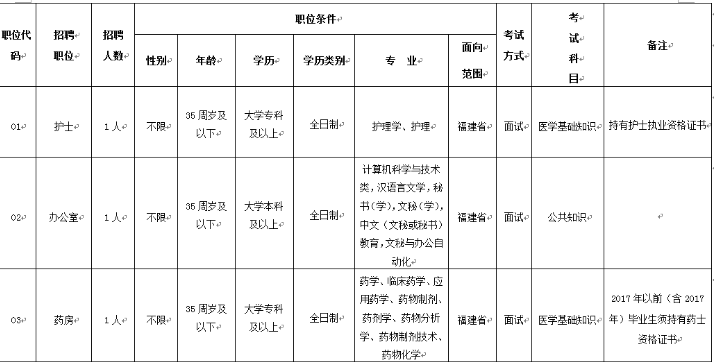 职位代码 招聘职位 招聘人数 职位条件 考试方式 考试科目 备注
性别 年龄 学历 学历类别 专 业 面向范围
01 护士 1人 不限 35周岁及以下 大学专科及以上 全日制 护理学、护理 福建省 面试 医学基础知识 持有护士执业资格证书
02 办公室 1人 不限 35周岁及以下 大学本科及以上 全日制 计算机科学与技术类，汉语言文学，秘书（学），文秘（学），中文（文秘或秘书）教育，文秘与办公自动化 福建省 面试 公共知识
03 药房 1人 不限 35周岁及以下 大学专科及以上 全日制 药学、临床药学、应用药学、药物制剂、药剂学、药物分析学、药物制剂技术、药物化学 福建省 面试 医学基础知识 2017年以前（含2017年）毕业生须持有药士资格证书